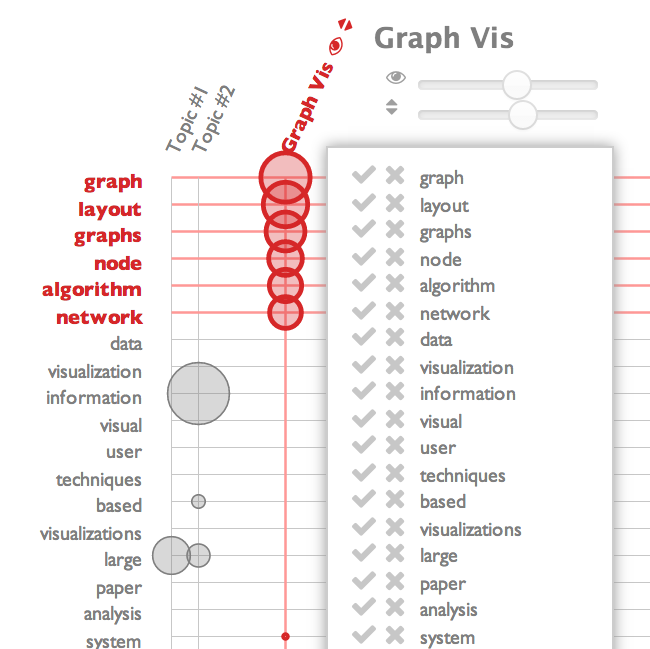 Graph Vis
Topic #1
Topic #2
Graph Vis
graph
layout
graphs
node
algorithm
network
data
visualization
information
visual
user
techniques
based
visualizations
large
paper
analysis
system
graph
layout
graphs
node
algorithm
network
data
visualization
information
visual
user
techniques
based
visualizations
large
paper
analysis
system